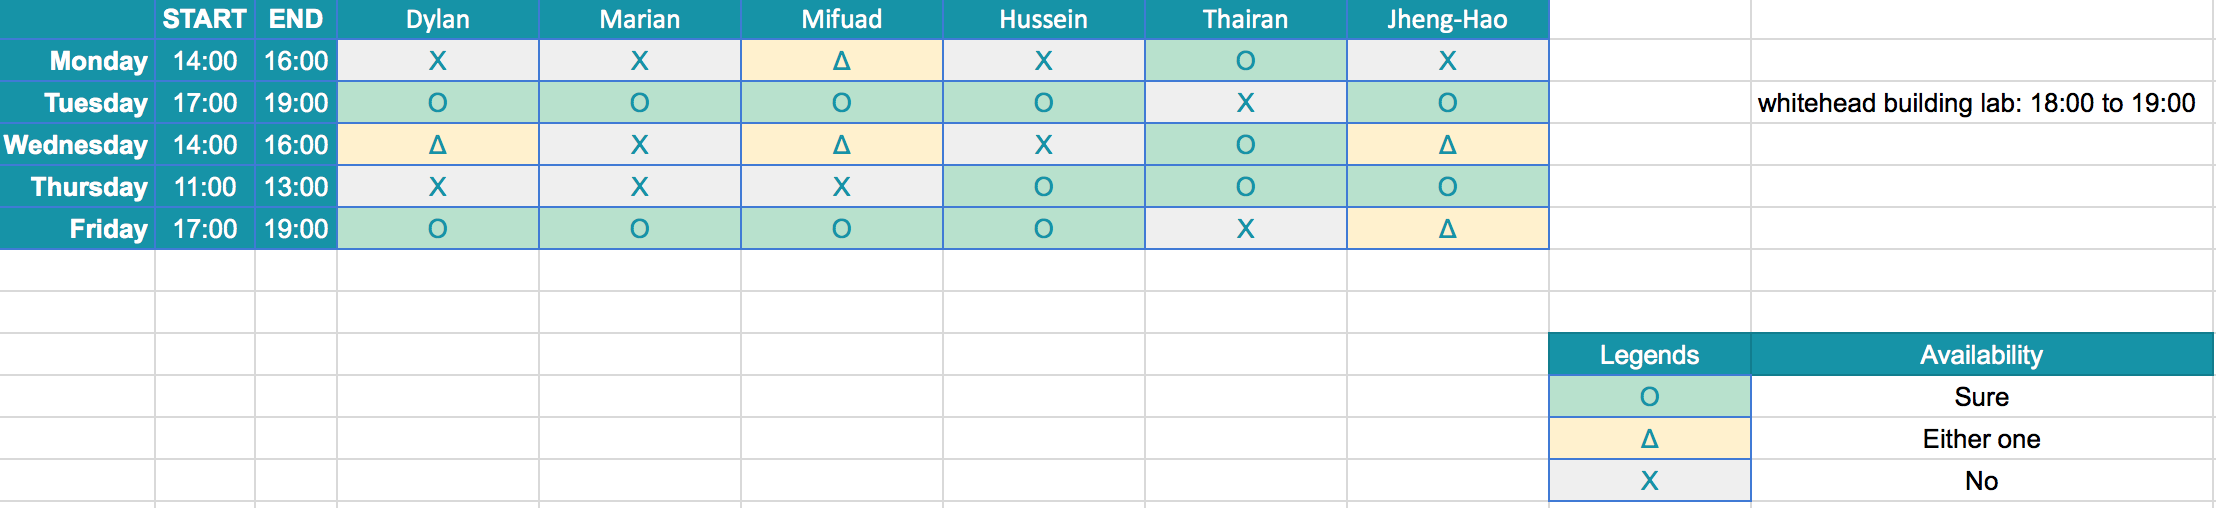 START END Dylan Marian Mifuad Hussein Thairan Jheng-Hao
Monday 14:00 16:00 X X Δ X O X
Tuesday 17:00 19:00 O O O O X O whitehead building lab: 18:00 to 19:00
Wednesday 14:00 16:00 Δ X Δ X O Δ
Thursday 11:00 13:00 X X X O O O
Friday 17:00 19:00 O O O O X Δ
Legends Availability
O Sure
Δ Either one
X No